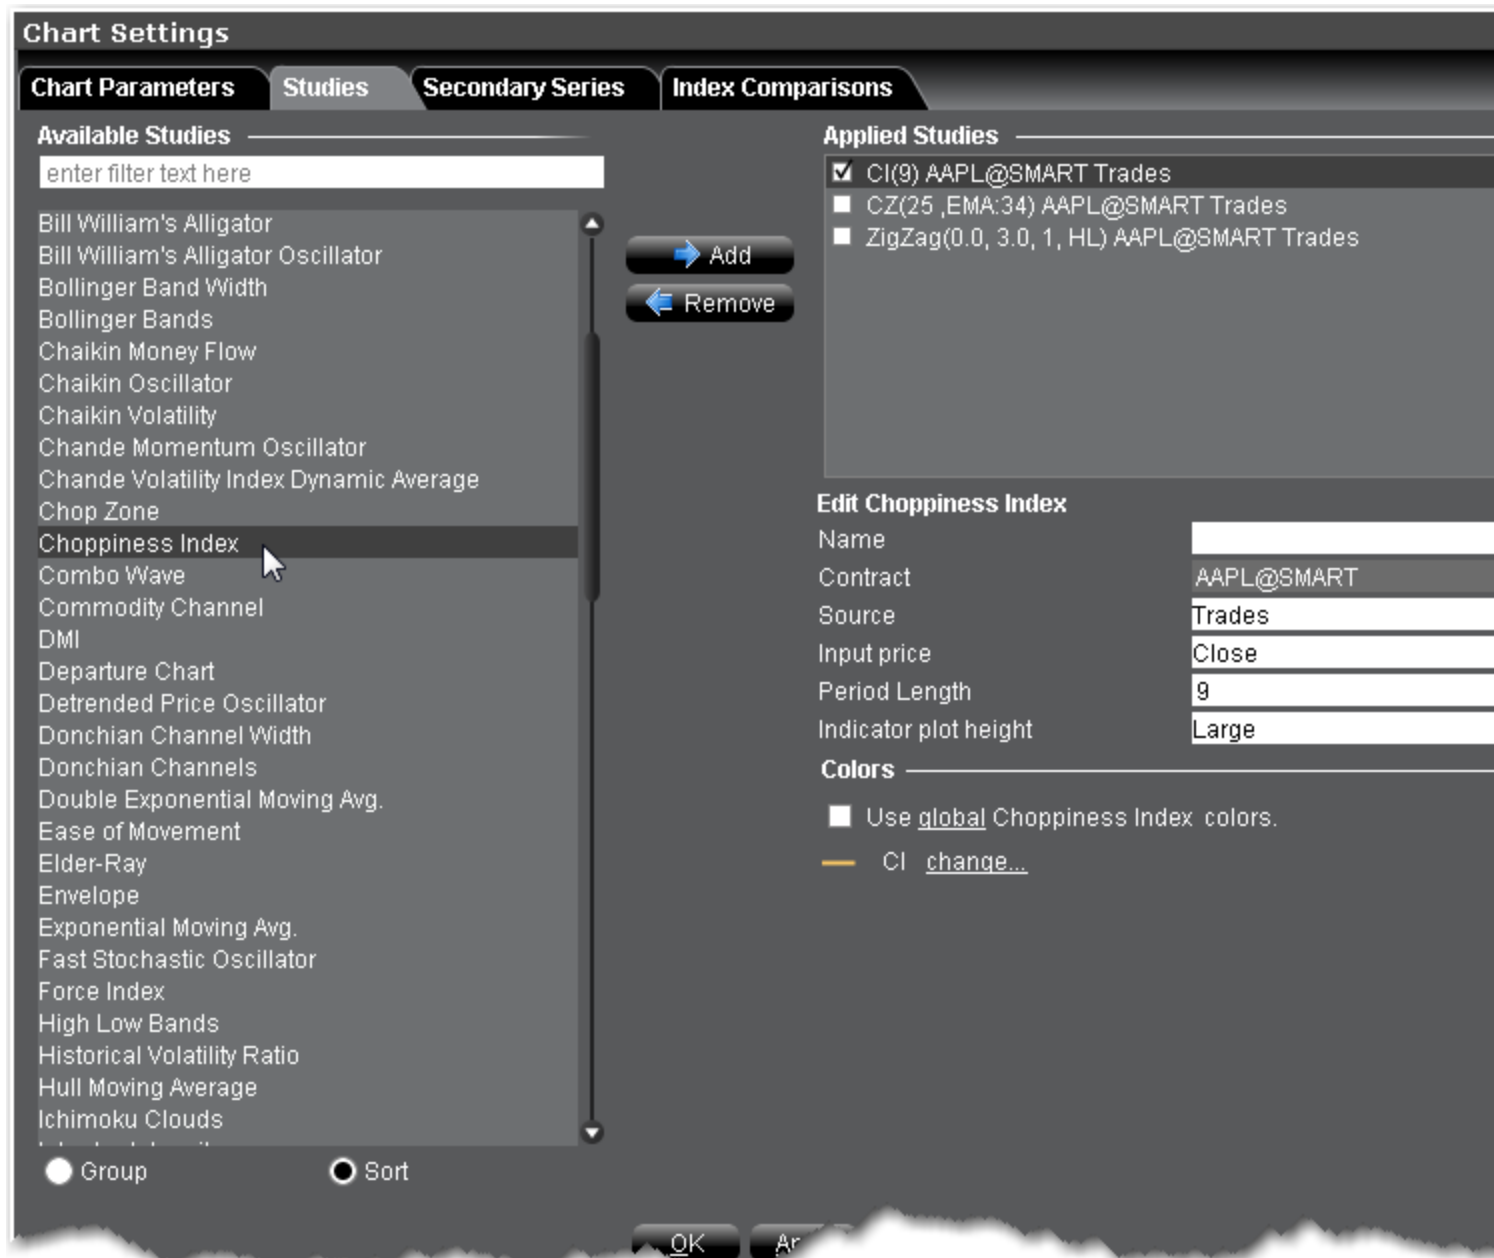 Chart Settings
Chart Parameters
Studies
Secondary Series
Index Comparisons
Available Studies
enter filter text here
Bill William's Alligator
Bill William's Alligator Oscillator
Bollinger Band Width
Bollinger Bands
Chaikin Money Flow
Chaikin Oscillator
Chaikin Volatility
Chande Momentum Oscillator
Chande Volatility Index Dynamic Average
Chop Zone
Choppiness Index
Combo Wave
Commodity Channel
DMI
Departure Chart
Detrended Price Oscillator
Donchian Channel Width
Donchian Channels
Double Exponential Moving Avg.
Ease of Movement
Elder-Ray
Envelope
Exponential Moving Avg.
Fast Stochastic Oscillator
Force Index
High Low Bands
Historical Volatility Ratio
Hull Moving Average
Ichimoku Clouds
Group
Sort
Add
Remove
Applied Studies
CI(9) AAPL@SMART Trades
CZ(25 ,EMA:34) AAPL@SMART Trades
ZigZag(0.0, 3.0, 1, HL) AAPL@SMART Trades
Edit Choppiness Index
Name
Contract AAPL@SMART
Source Trades
Input price Close
Period Length 9
Indicator plot height Large
Colors
Use global Choppiness Index colors.
CI change...
OK